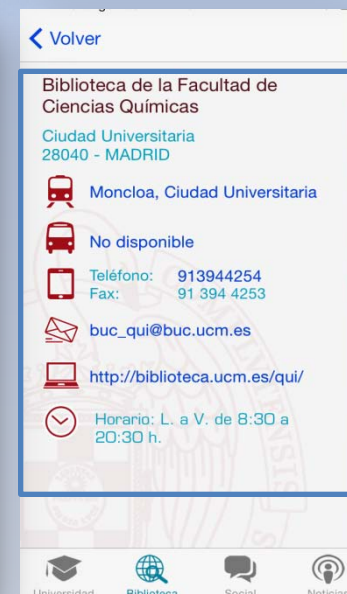 Volver
Biblioteca de la Facultad de
Ciencias Químicas
Ciudad Universitaria
28040 - MADRID
Moncloa, Ciudad Universitaria
No disponible
Teléfono: 913944254
Fax: 91 394 4253
buc_qui@buc.ucm.es
http://biblioteca.ucm.es/qui/
Horario: L. a V. de 8:30 a
20:30 h.
Universidad Biblioteca Social Noticias